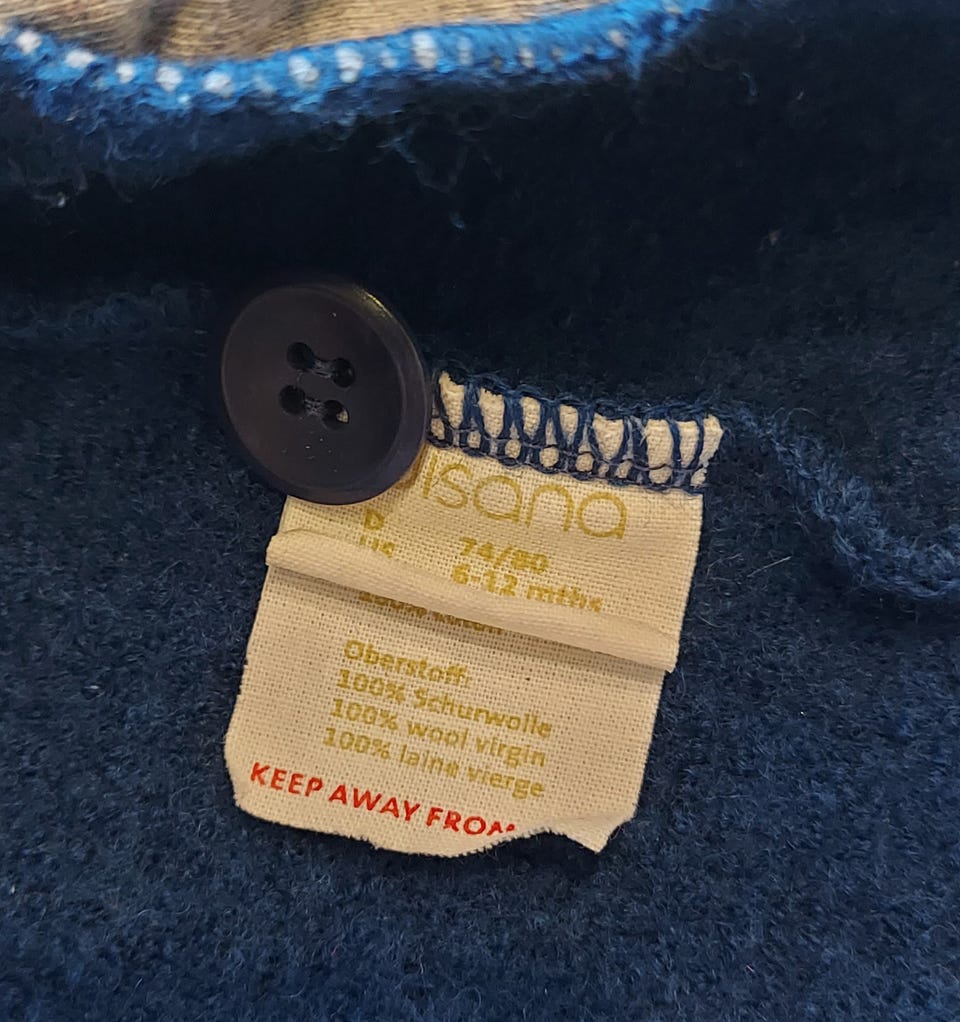 isana
D 74/80
US 6-12 mths
Oberstoff:
100% Schurwolle
100% wool virgin
100% laine vierge
KEEP AWAY FROM